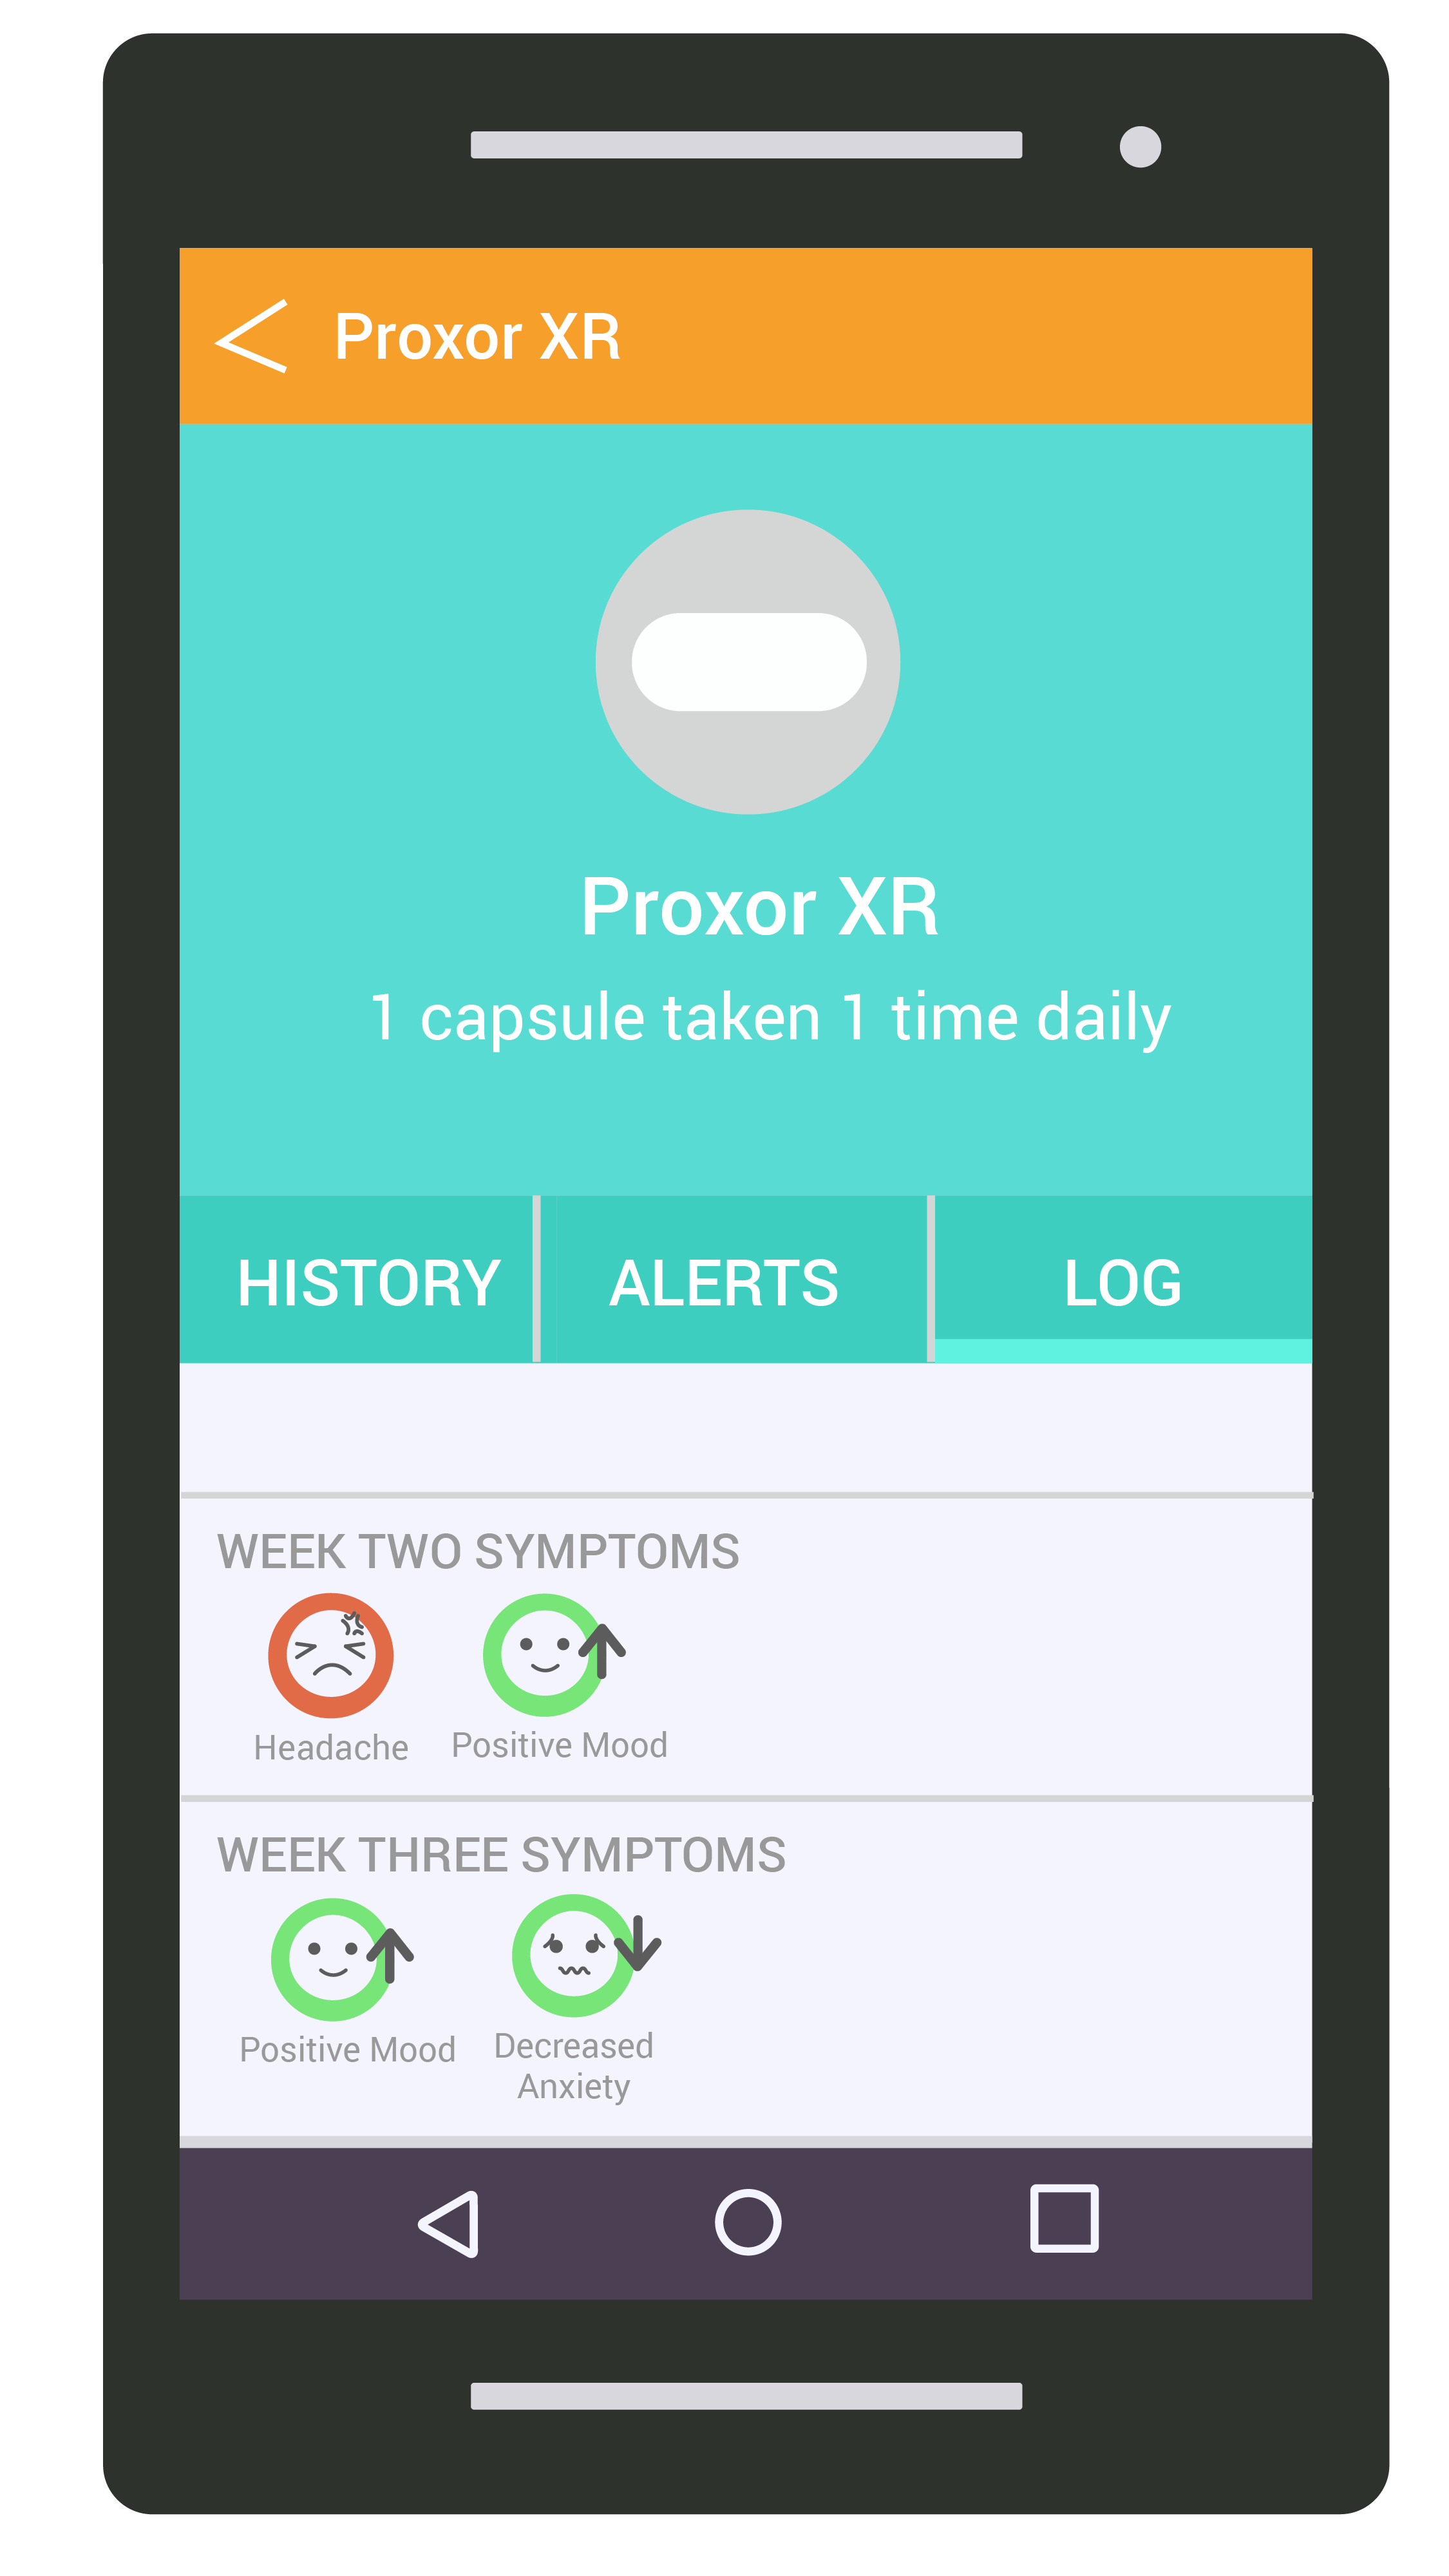 Proxor XR
Proxor XR
1 capsule taken 1 time daily
HISTORY ALERTS LOG
WEEK TWO SYMPTOMS
Headache Positive Mood
WEEK THREE SYMPTOMS
Positive Mood Decreased
Anxiety